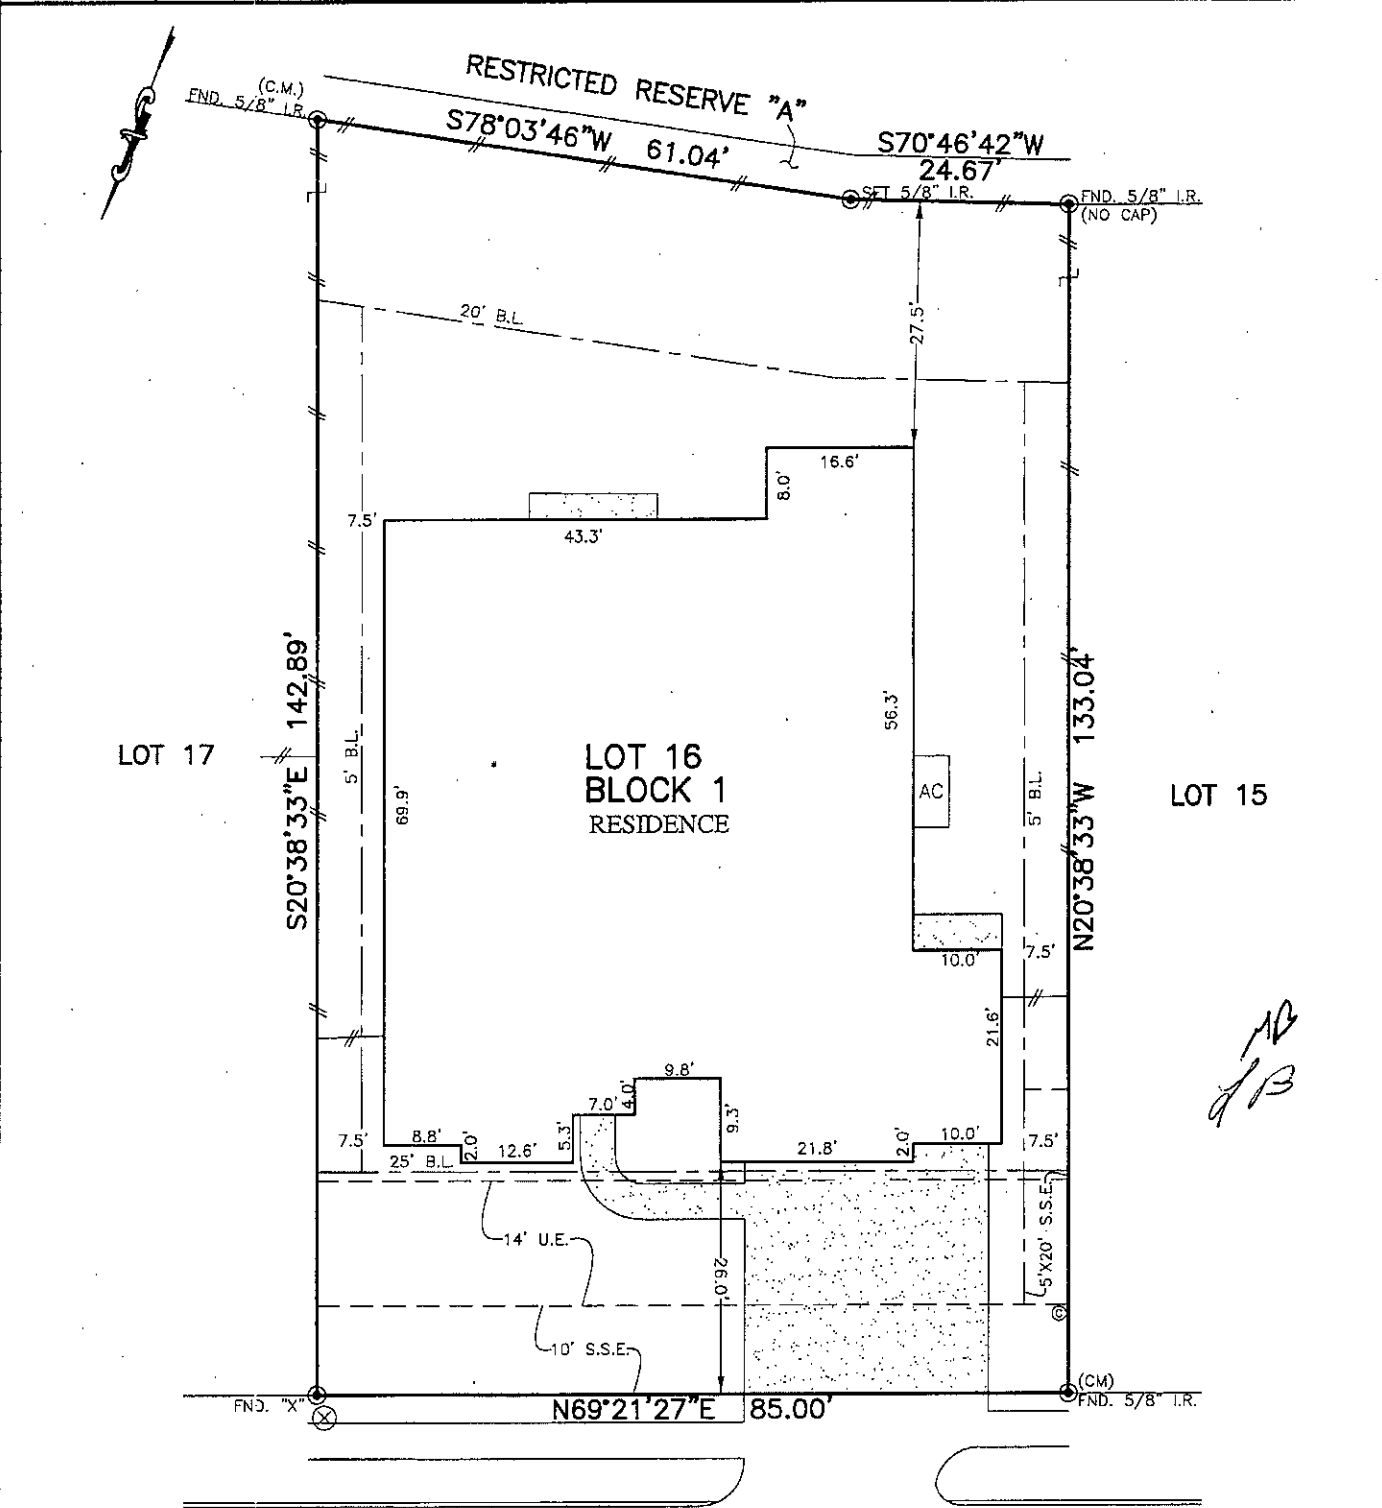 RESTRICTED RESERVE "A"
(C.M.)
FND. 5/8" I.R.
S78°03'46"W 61.04'
S70°46'42"W
24.67'
SET 5/8" I.R.
FND. 5/8" I.R.
(NO CAP)
20' B.L.
27.5'
16.6'
8.0'
7.5'
43.3'
S20°38'33"E 142.89'
N20°38'33"W 133.04'
56.3'
LOT 17
5' B.L.
69.9'
LOT 16
BLOCK 1
RESIDENCE
AC
5' B.L.
LOT 15
10.0'
7.5'
21.6'
9.8'
7.0'
4.0'
9.3'
7.5'
8.8'
2.0'
12.6'
5.3'
21.8'
2.0'
10.0'
7.5'
25' B.L.
14' U.E.
26.0'
5'X20' S.S.E.
C
10' S.S.E.
(CM)
FND. "X"
N69°21'27"E 85.00'
FND. 5/8" I.R.